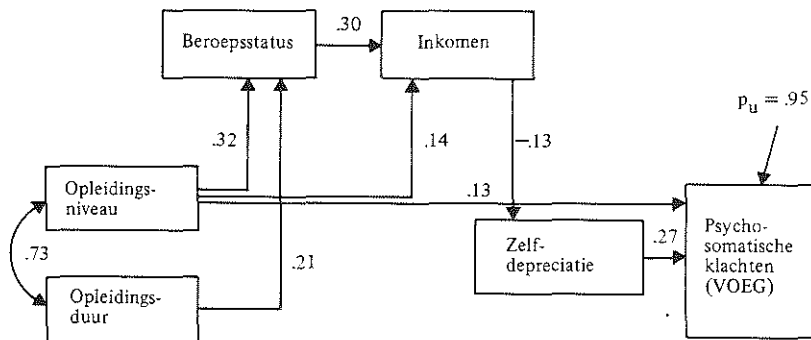 Beroepsstatus
.30
Inkomen
p_u = .95
.32
.14
—.13
Opleidings-
niveau
.13
Psycho-
somatische
klachten
(VOEG)
Zelf-
depreciatie
.27
.73
.21
Opleidings-
duur